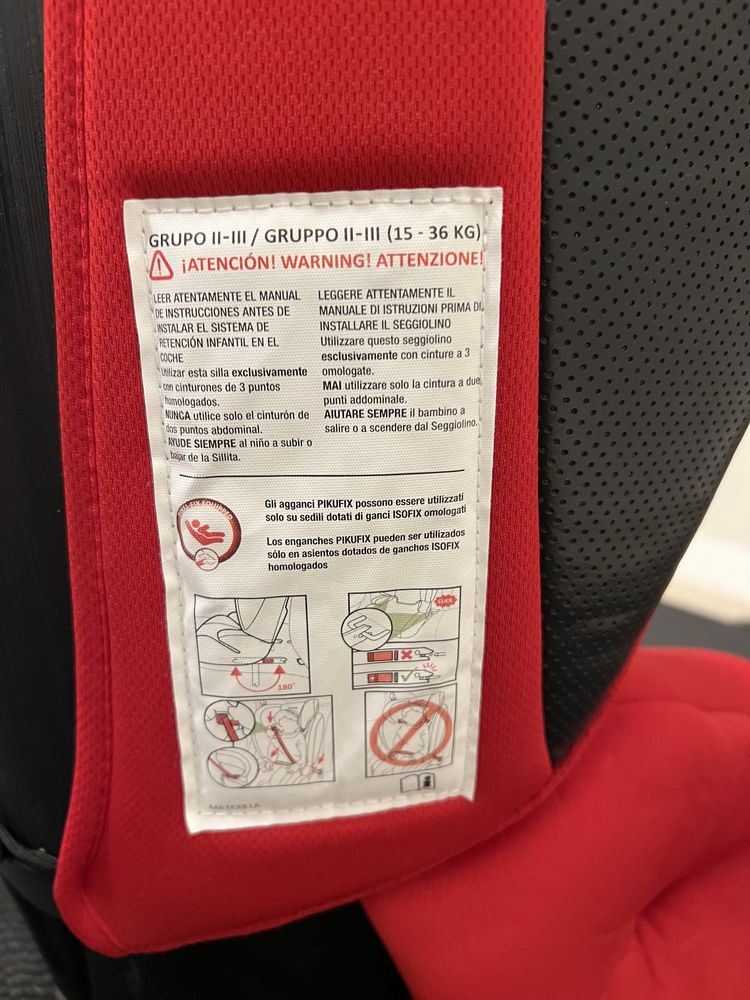 GRUPO II-III / GRUPPO II-III (15 - 36 KG)
¡ATENCIÓN! WARNING! ATTENZIONE!
LEER ATENTAMENTE EL MANUAL
DE INSTRUCCIONES ANTES DE
INSTALAR EL SISTEMA DE
RETENCIÓN INFANTIL EN EL
COCHE
Utilizar esta silla exclusivamente
con cinturones de 3 puntos
homologados.
NUNCA utilice solo el cinturón de
dos puntos abdominal.
AYUDE SIEMPRE al niño a subir o
bajar de la Sillita.
LEGGERE ATTENTAMENTE IL
MANUALE DI ISTRUZIONI PRIMA DI
INSTALLARE IL SEGGIOLINO
Utilizzare questo seggiolino
esclusivamente con cinture a 3
omologate.
MAI utilizzare solo la cintura a due
punti addominale.
AIUTARE SEMPRE il bambino a
salire o a scendere dal Seggiolino.
Gli agganci PIKUFIX possono essere utilizzati
solo su sedili dotati di ganci ISOFIX omologati
Los enganches PIKUFIX pueden ser utilizados
sólo en asientos dotados de ganchos ISOFIX
homologados
180°
CLICK